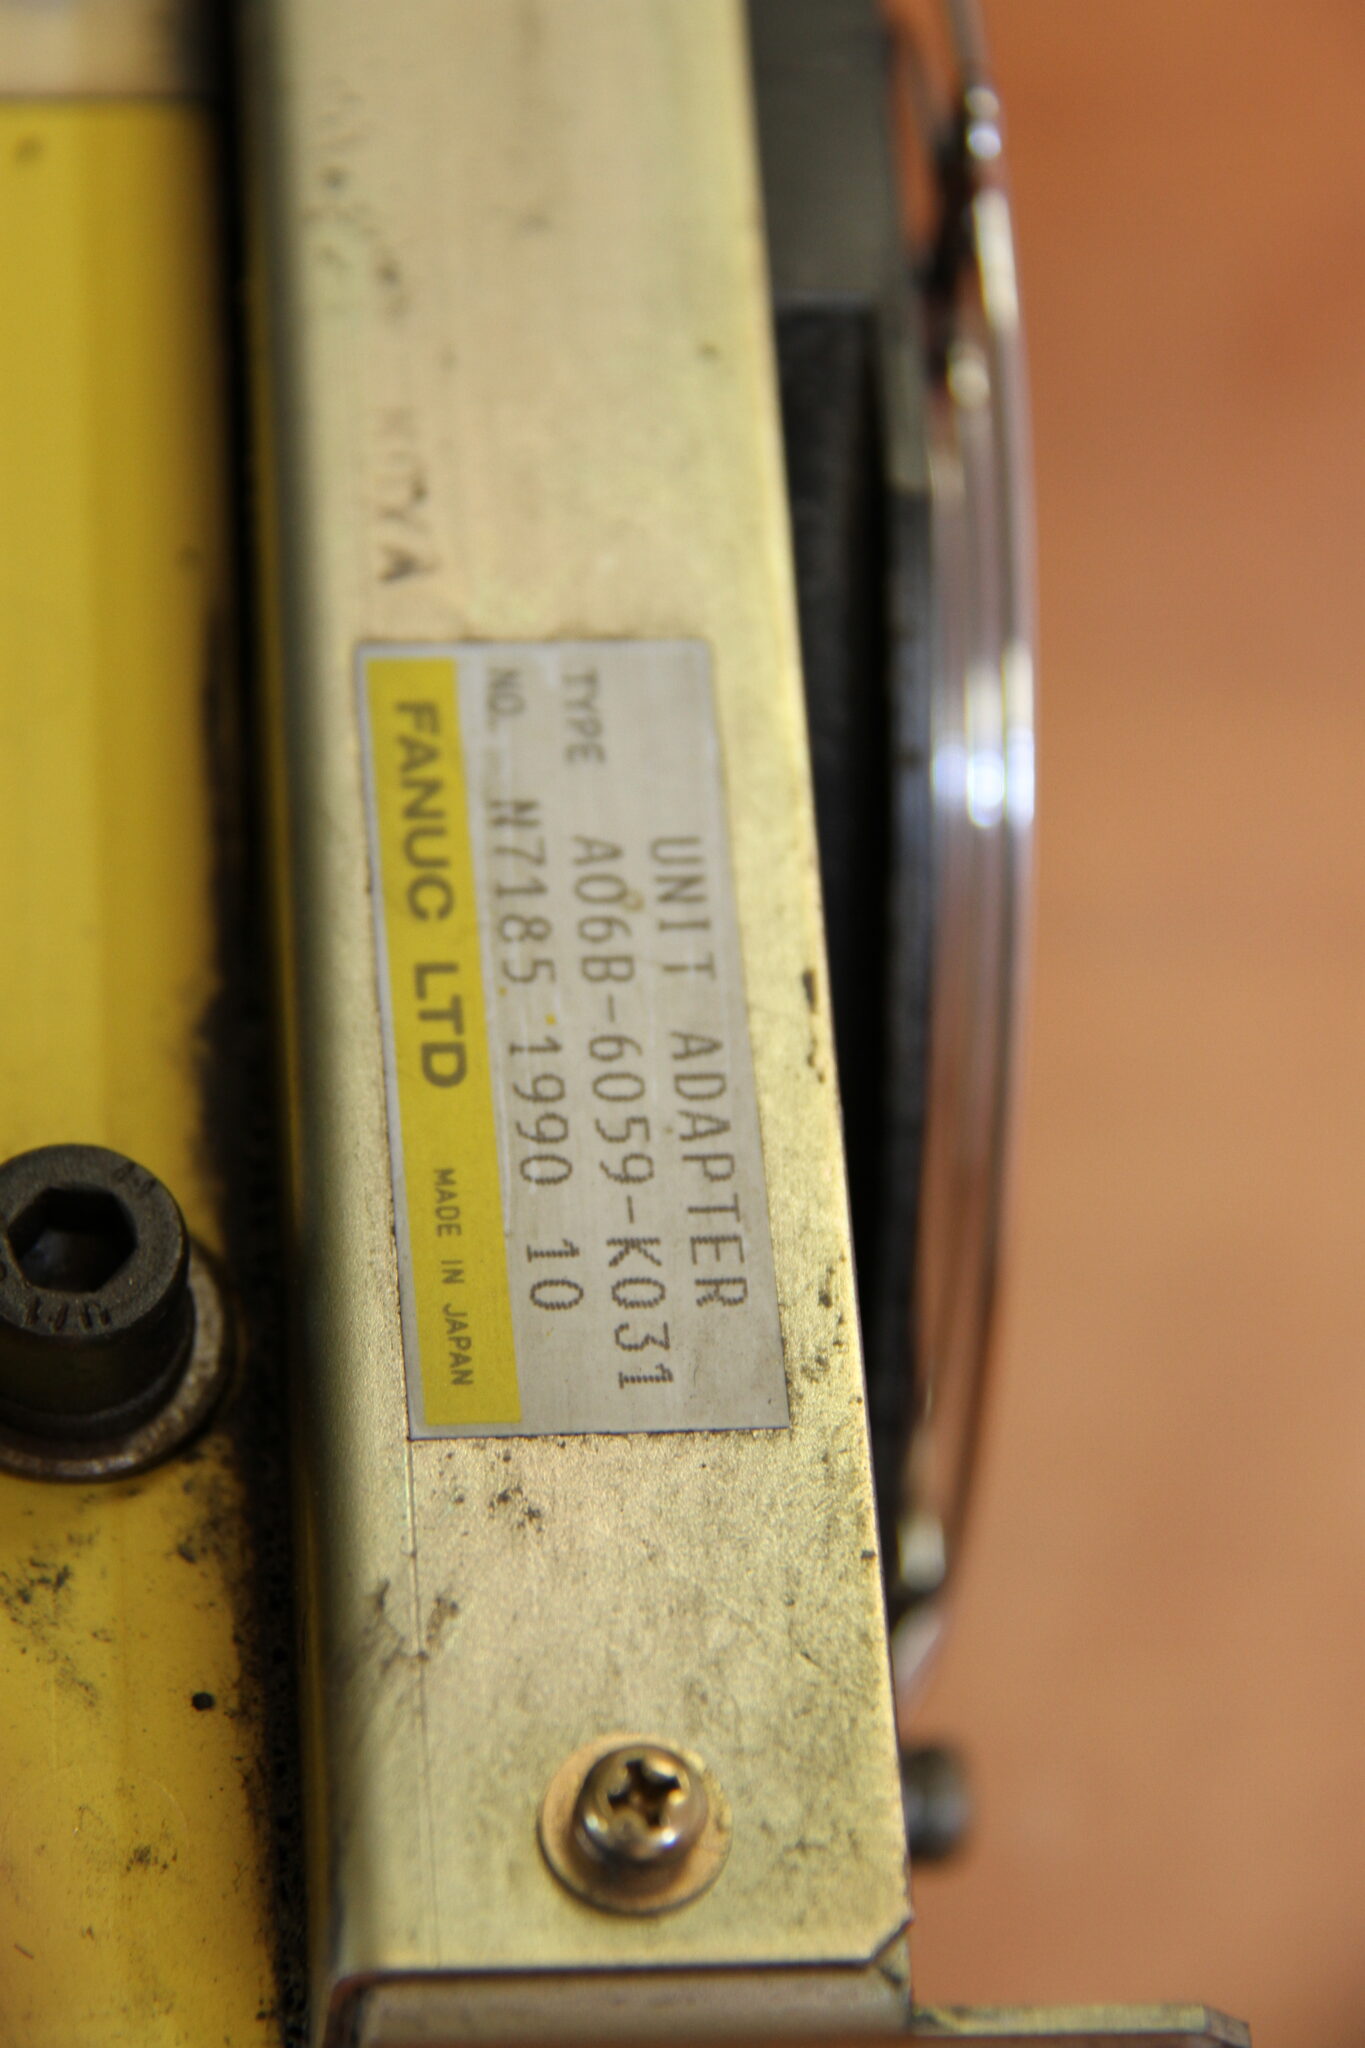 UNIT ADAPTER
TYPE A06B-6059-K031
NO. N7185 1990 10
FANUC LTD MADE IN JAPAN